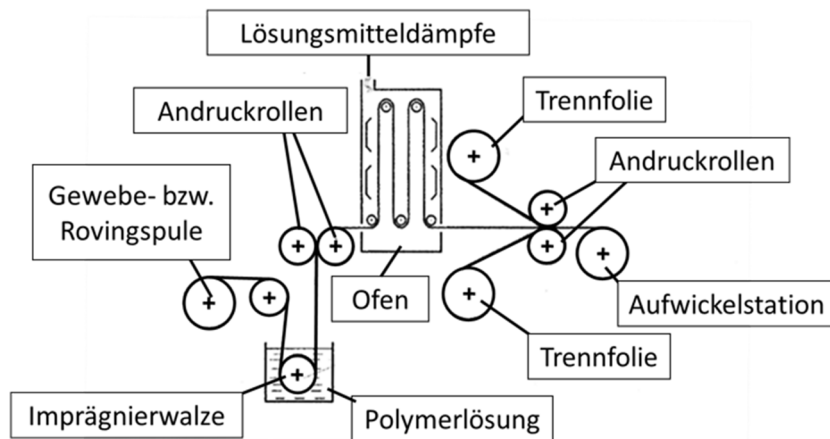 Lösungsmitteldämpfe
Andruckrollen
Trennfolie
Andruckrollen
Gewebe- bzw.
Rovingspule
Ofen
Aufwickelstation
Trennfolie
Imprägnierwalze
Polymerlösung